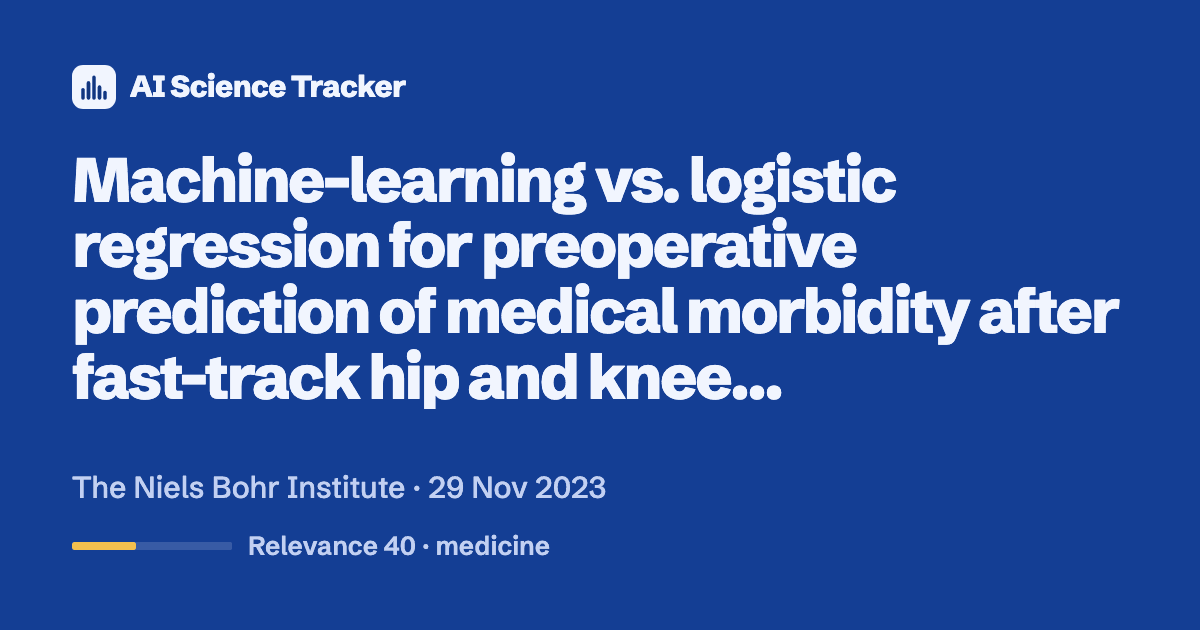 AI Science Tracker
Machine-learning vs. logistic
regression for preoperative
prediction of medical morbidity after
fast-track hip and knee...
The Niels Bohr Institute · 29 Nov 2023
Relevance 40 · medicine